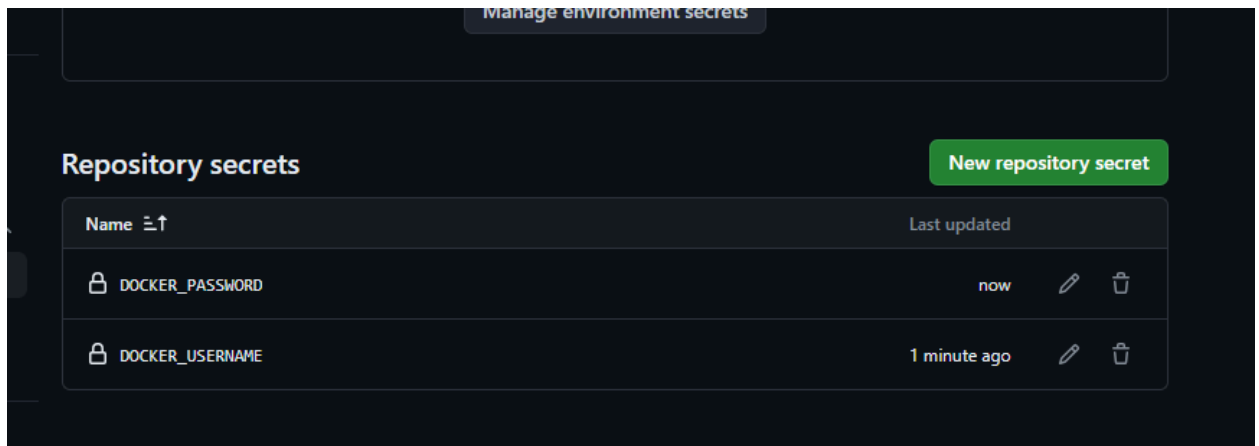 Manage environment secrets
Repository secrets
New repository secret
Name
Last updated
DOCKER_PASSWORD
now
DOCKER_USERNAME
1 minute ago